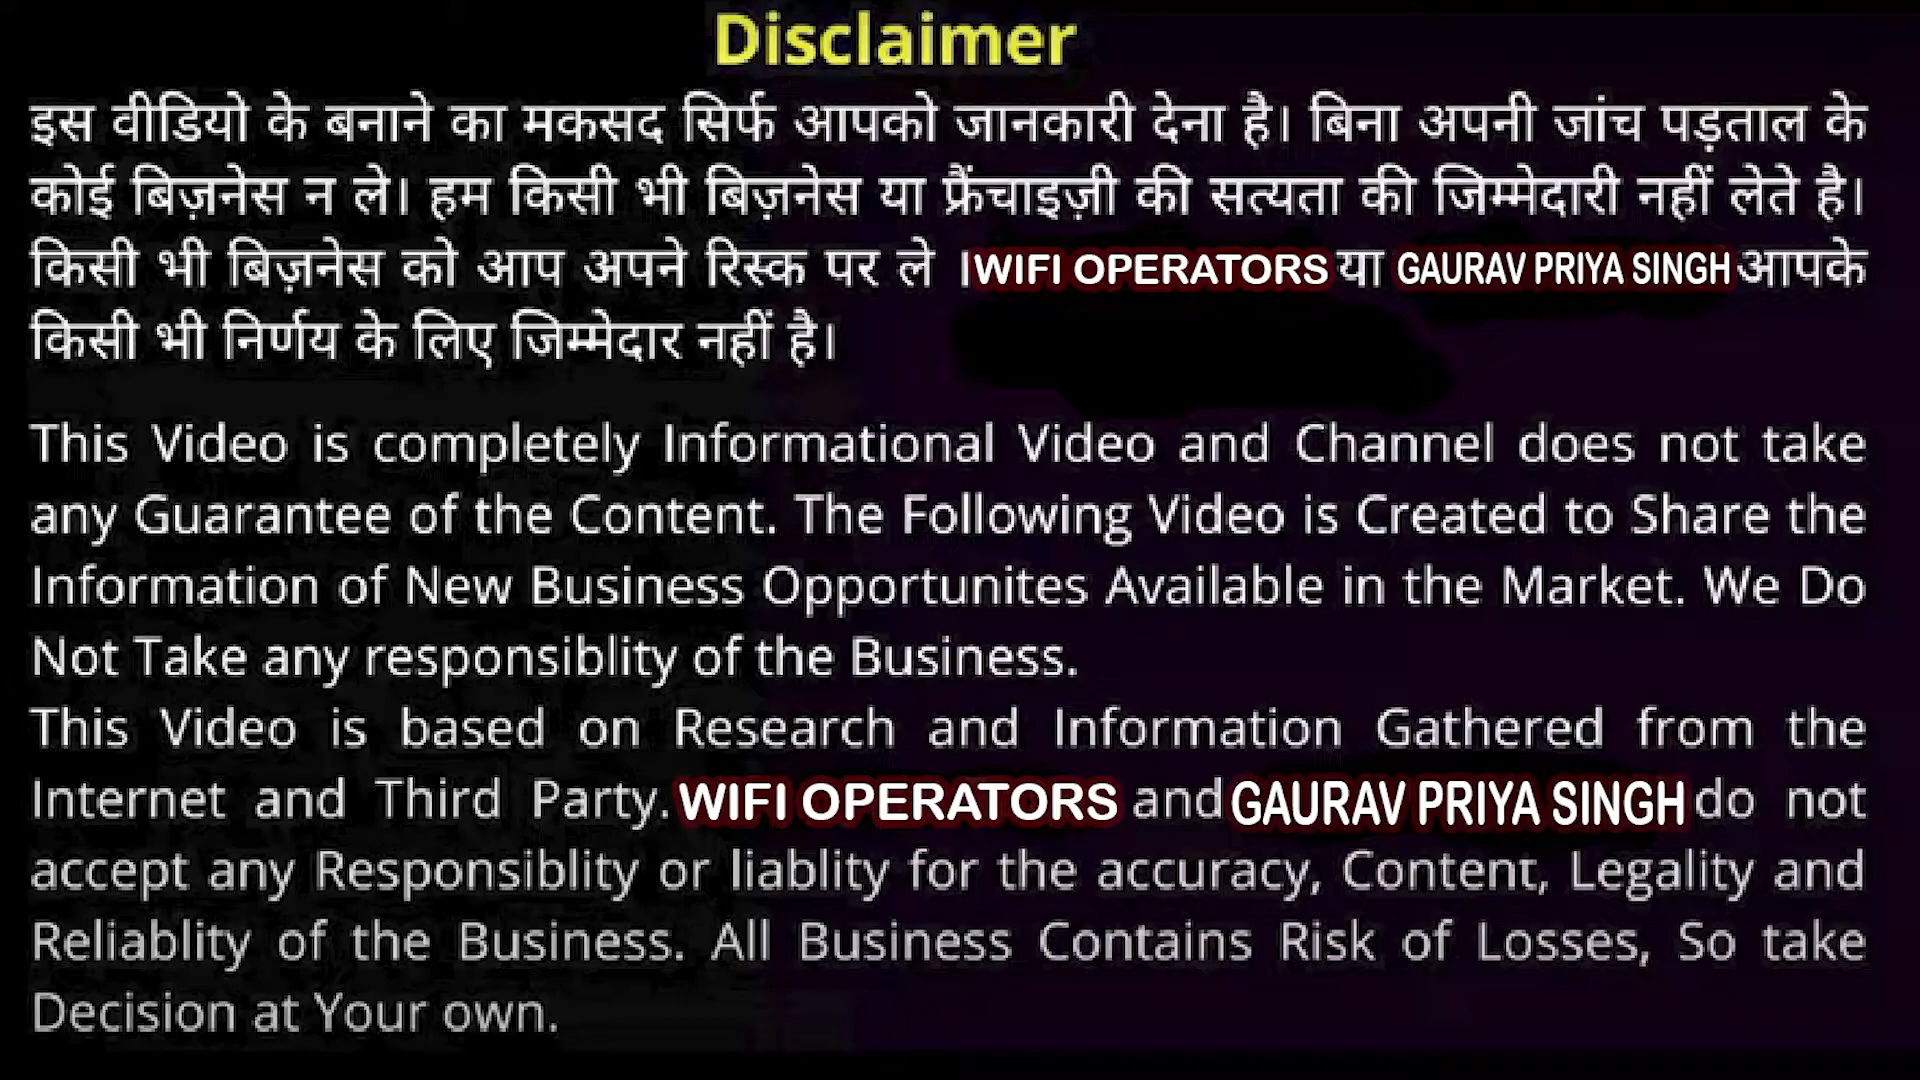 Disclaimer
इस वीडियो के बनाने का मकसद सिर्फ आपको जानकारी देना है। बिना अपनी जांच पड़ताल के
कोई बिज़नेस न ले। हम किसी भी बिज़नेस या फ्रैंचाइज़ी की सत्यता की जिम्मेदारी नहीं लेते है।
किसी भी बिज़नेस को आप अपने रिस्क पर ले ।WIFI OPERATORS या GAURAV PRIYA SINGH आपके
किसी भी निर्णय के लिए जिम्मेदार नहीं है।
This Video is completely Informational Video and Channel does not take
any Guarantee of the Content. The Following Video is Created to Share the
Information of New Business Opportunites Available in the Market. We Do
Not Take any responsiblity of the Business.
This Video is based on Research and Information Gathered from the
Internet and Third Party. WIFI OPERATORS and GAURAV PRIYA SINGH do not
accept any Responsiblity or liablity for the accuracy, Content, Legality and
Reliablity of the Business. All Business Contains Risk of Losses, So take
Decision at Your own.